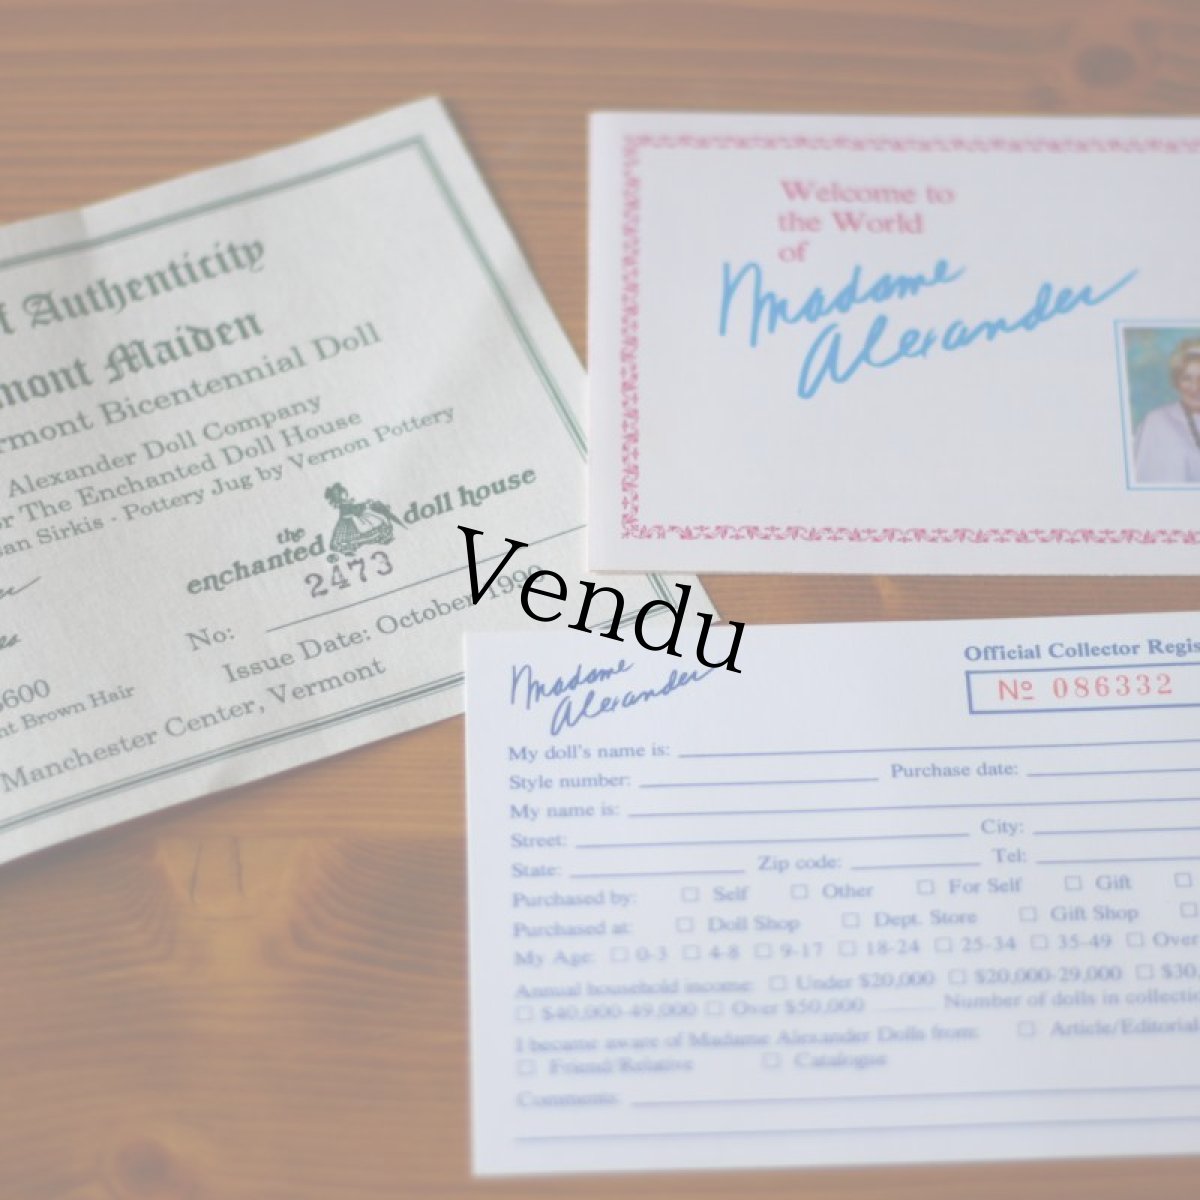 f Authenticity
mont Maiden
rmont Bicentennial Doll
Alexander Doll Company
r The Enchanted Doll House
san Sirkis - Pottery Jug by Vernon Pottery
the
enchanted doll house
2473
No:
Issue Date: October 1990
600
nt Brown Hair
Manchester Center, Vermont
Welcome to
the World
of
Madame
Alexander
Vendu
Madame
Alexander
Official Collector Regis
Nº 086332
My doll's name is:
Style number: Purchase date:
My name is:
Street: City:
State: Zip code: Tel:
Purchased by: □ Self □ Other □ For Self □ Gift □
Purchased at: □ Doll Shop □ Dept. Store □ Gift Shop □
My Age: □ 0-3 □ 4-8 □ 9-17 □ 18-24 □ 25-34 □ 35-49 □ Over
Annual household income: □ Under $20,000 □ $20,000-29,000 □ $30,
□ $40,000-49,000 □ Over $50,000 Number of dolls in collectio
I became aware of Madame Alexander Dolls from: □ Article/Editorial
□ Friend/Relative □ Catalogue
Comments: